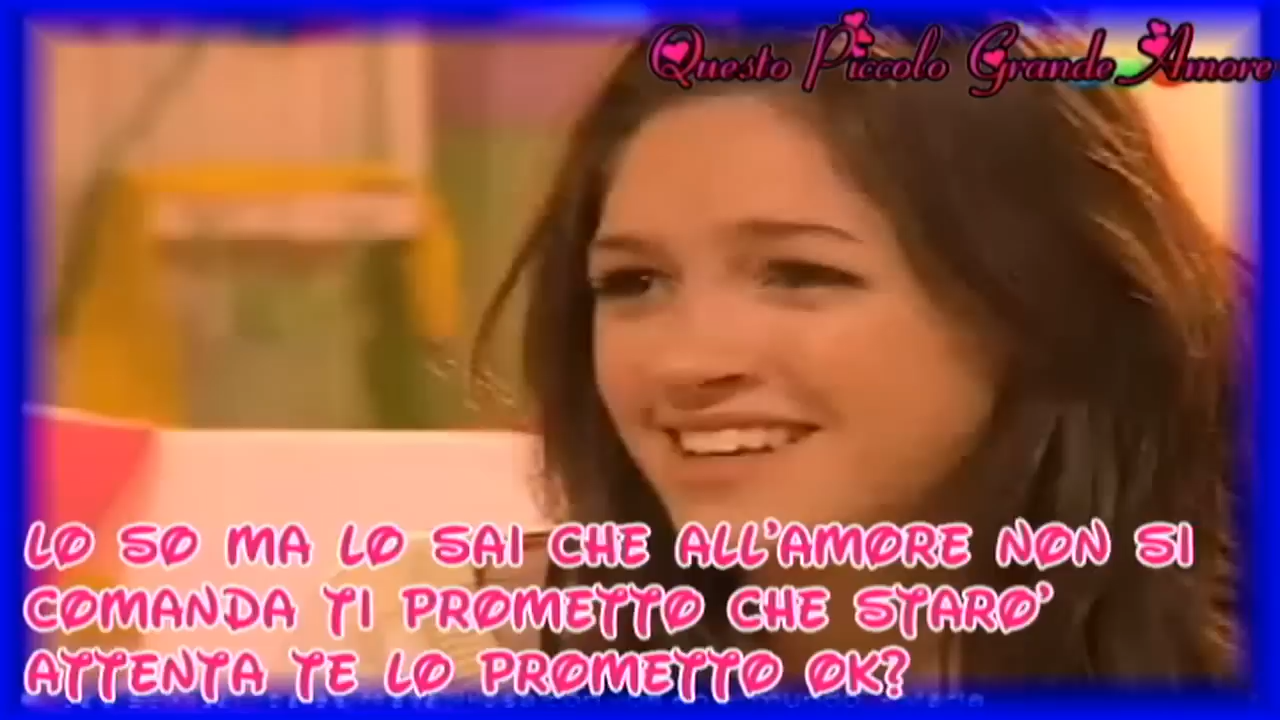 Questo Piccolo Grande Amore
LO SO MA LO SAI CHE ALL'AMORE NON SI
COMANDA TI PROMETTO CHE STARO'
ATTENTA TE LO PROMETTO OK?